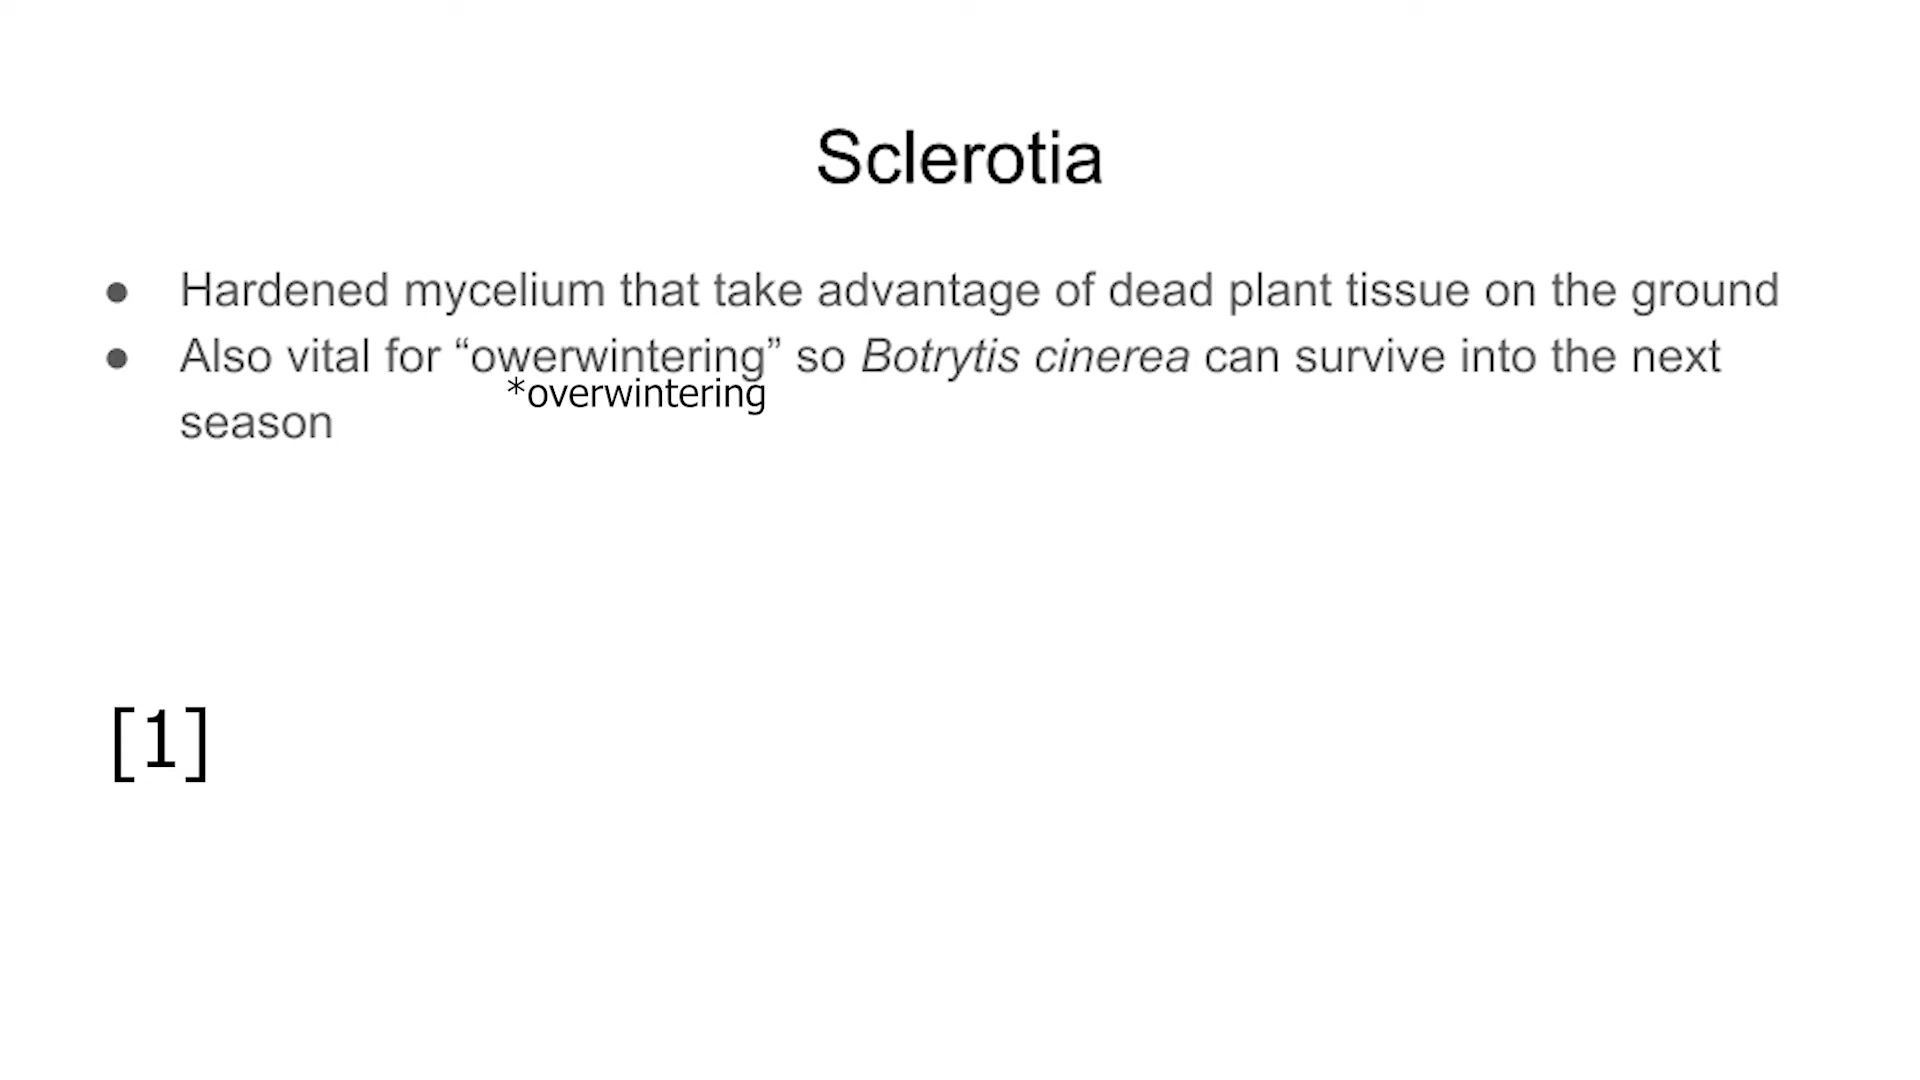 Sclerotia
● Hardened mycelium that take advantage of dead plant tissue on the ground
● Also vital for “owerwintering” so Botrytis cinerea can survive into the next
*overwintering
season
[1]